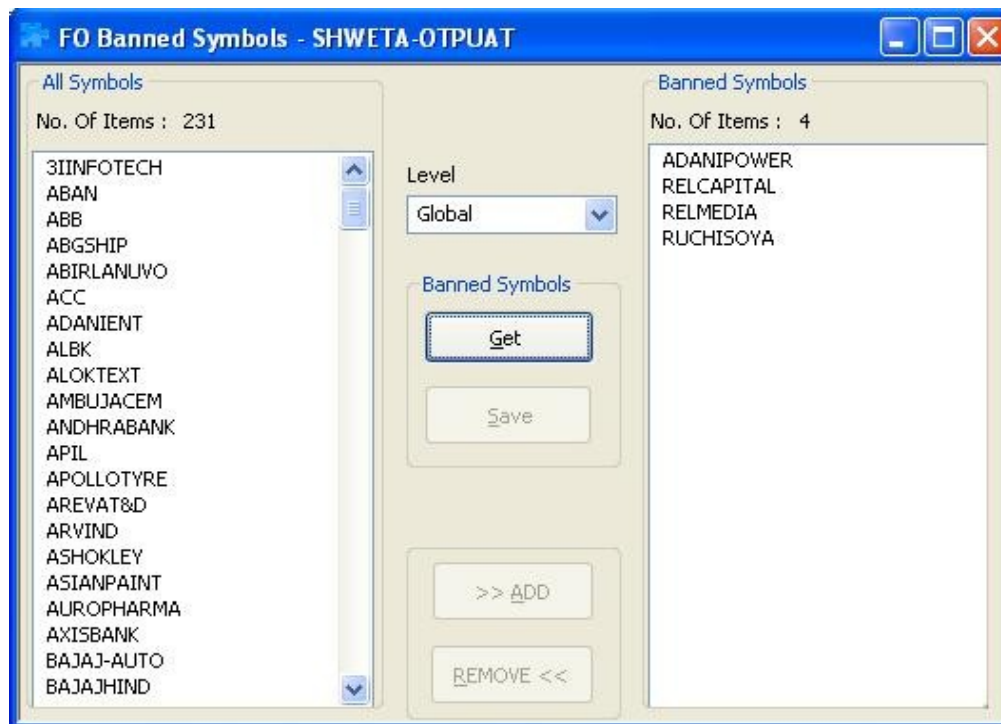 FO Banned Symbols - SHWETA-OTPUAT
All Symbols
No. Of Items : 231
3IINFOTECH
ABAN
ABB
ABGSHIP
ABIRLANUVO
ACC
ADANIENT
ALBK
ALOKTEXT
AMBUJACEM
ANDHRABANK
APIL
APOLLOTYRE
AREVAT&D
ARVIND
ASHOKLEY
ASIANPAINT
AUROPHARMA
AXISBANK
BAJAJ-AUTO
BAJAJHIND
Level
Global
Banned Symbols
Get
Save
>> ADD
REMOVE <<
Banned Symbols
No. Of Items : 4
ADANIPOWER
RELCAPITAL
RELMEDIA
RUCHISOYA